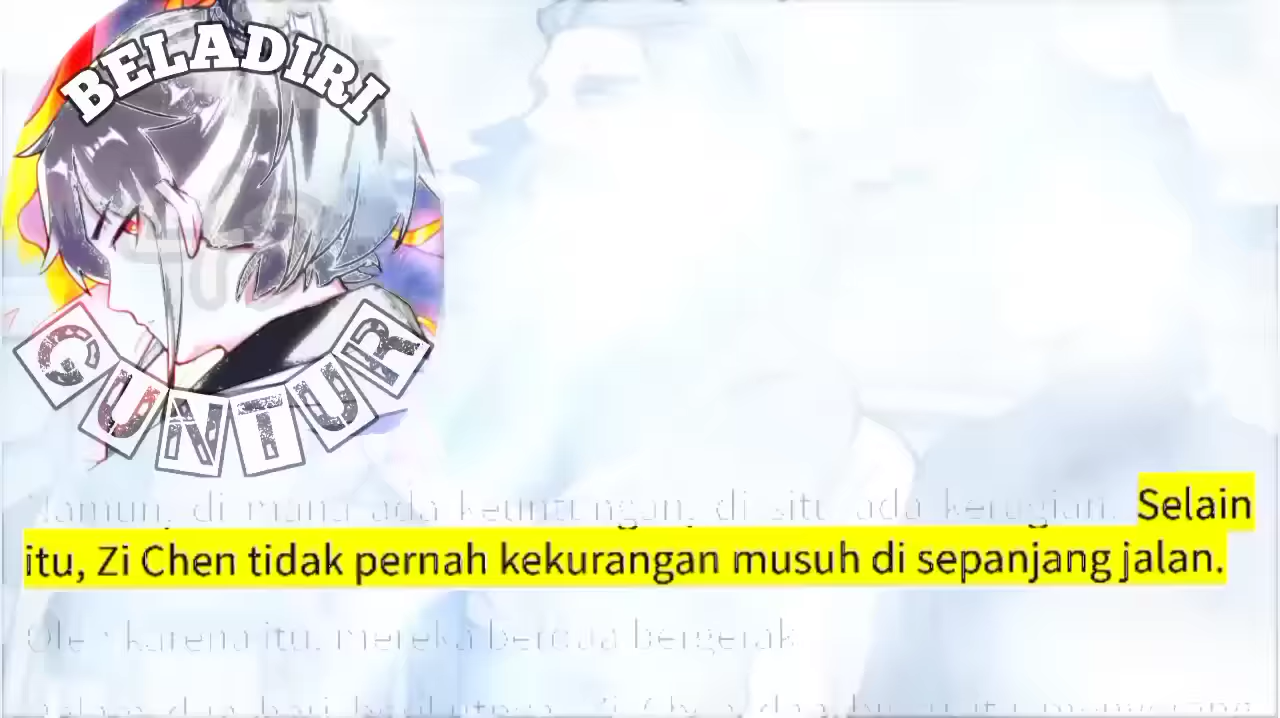 BELADIRI
GUNTUR
Namun, di mana ada keuntungan, di situ ada kerugian. Selain
itu, Zi Chen tidak pernah kekurangan musuh di sepanjang jalan.
Oleh karena itu, mereka berdua bergerak